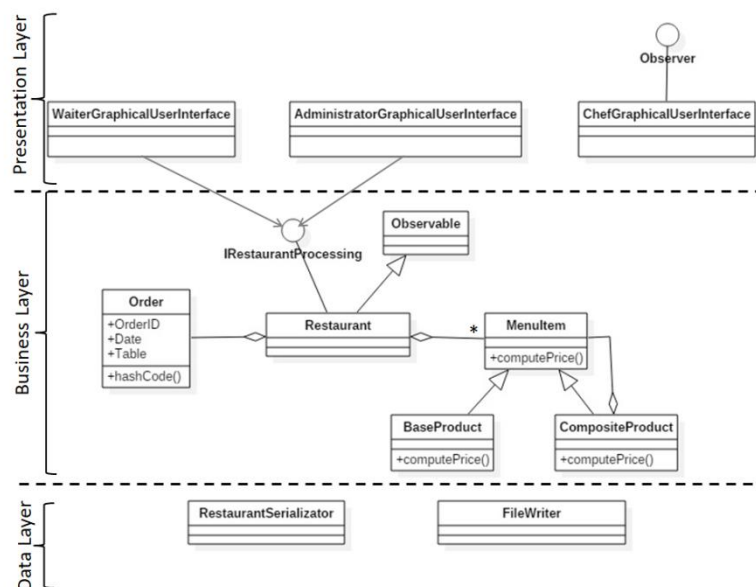 Presentation Layer
Observer
WaiterGraphicalUserInterface
AdministratorGraphicalUserInterface
ChefGraphicalUserInterface
Business Layer
Observable
IRestaurantProcessing
Order
+OrderID
+Date
+Table
+hashCode()
Restaurant
*
MenuItem
+computePrice()
BaseProduct
+computePrice()
CompositeProduct
+computePrice()
Data Layer
RestaurantSerializator
FileWriter